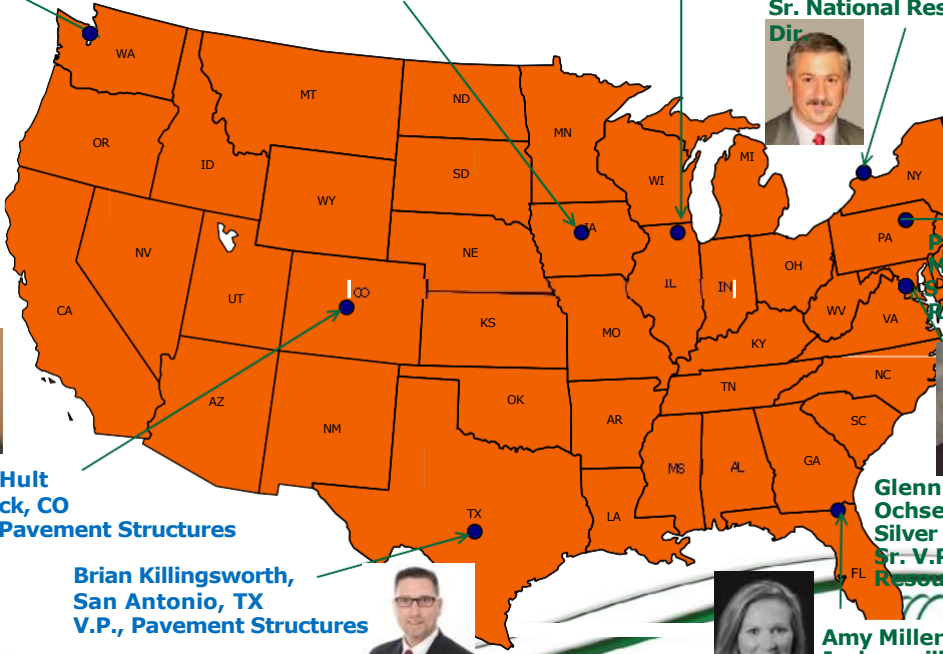 Sr. National Res
Dir.
WA
MT
ND
MN
OR
ID
SD
WI
MI
NY
WY
IA
PA
NV
NE
OH
UT
CO
IL
IN
WV
VA
CA
KS
MO
KY
NC
AZ
NM
OK
TN
AR
SC
MS
AL
GA
LA
TX
FL
Hult
ck, CO
Pavement Structures
Brian Killingsworth,
San Antonio, TX
V.P., Pavement Structures
Glenn
Ochse
Silver
Sr. V.P
Resou
Amy Miller